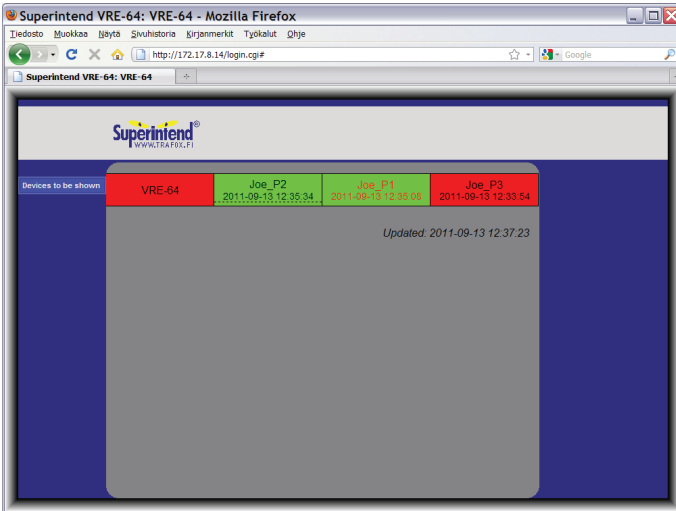 Superintend VRE-64: VRE-64 - Mozilla Firefox
Tiedosto Muokkaa Näytä Sivuhistoria Kirjanmerkit Työkalut Ohje
http://172.17.8.14/login.cgi#
Google
Superintend VRE-64: VRE-64
Superintend®
WWW.TRAFOX.FI
Devices to be shown
VRE-64
Joe_P2
2011-09-13 12:35:34
Joe_P1
2011-09-13 12:35:05
Joe_P3
2011-09-13 12:33:54
Updated: 2011-09-13 12:37:23